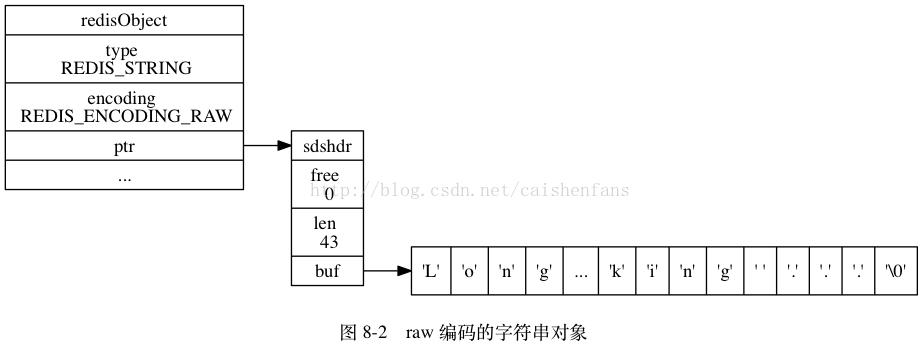 redisObject
type
REDIS_STRING
encoding
REDIS_ENCODING_RAW
ptr
...
sdshdr
free
0
len
43
buf
'L' 'o' 'n' 'g' ... 'k' 'i' 'n' 'g' ' ' '.' '.' '.' '\0'
http://blog.csdn.net/caishenfans
图 8-2 raw 编码的字符串对象